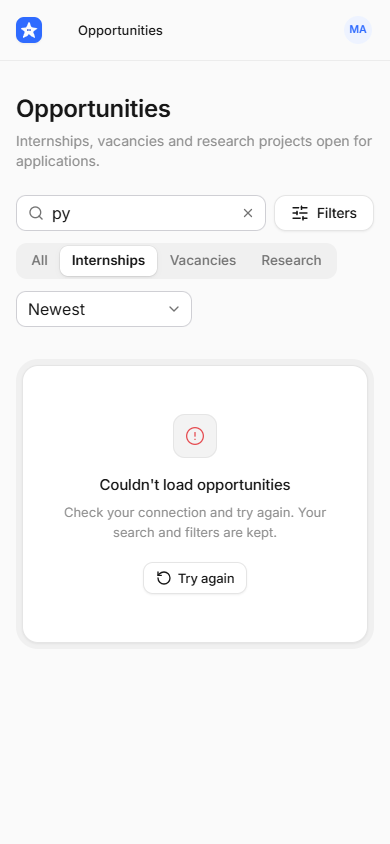 Opportunities
MA
Opportunities
Internships, vacancies and research projects open for
applications.
py
Filters
All
Internships
Vacancies
Research
Newest
Couldn't load opportunities
Check your connection and try again. Your
search and filters are kept.
Try again